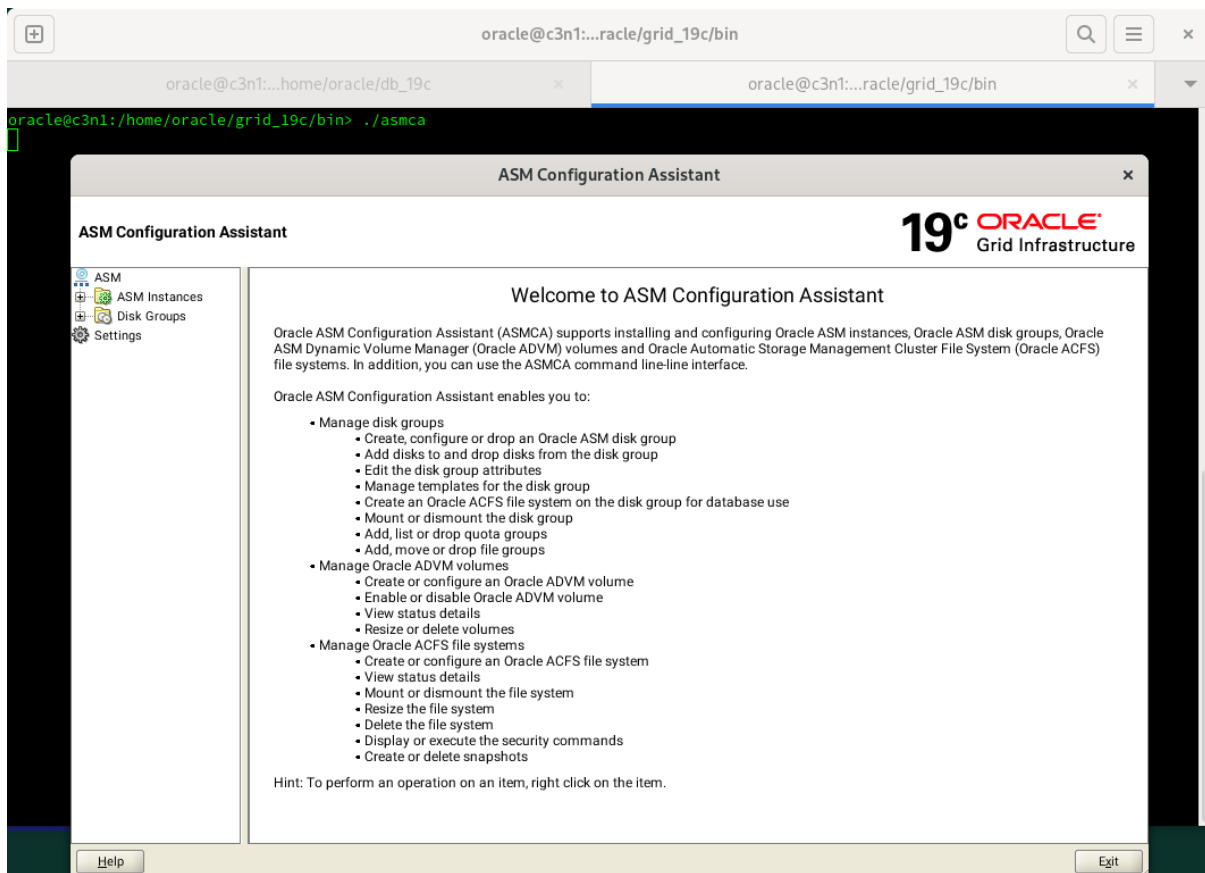 oracle@c3n1:...racle/grid_19c/bin
oracle@c3n1:...home/oracle/db_19c
oracle@c3n1:...racle/grid_19c/bin
oracle@c3n1:/home/oracle/grid_19c/bin> ./asmca
ASM Configuration Assistant
ASM Configuration Assistant
19c ORACLE
Grid Infrastructure
ASM
ASM Instances
Disk Groups
Settings
Welcome to ASM Configuration Assistant
Oracle ASM Configuration Assistant (ASMCA) supports installing and configuring Oracle ASM instances, Oracle ASM disk groups, Oracle
ASM Dynamic Volume Manager (Oracle ADVM) volumes and Oracle Automatic Storage Management Cluster File System (Oracle ACFS)
file systems. In addition, you can use the ASMCA command line-line interface.
Oracle ASM Configuration Assistant enables you to:
• Manage disk groups
• Create, configure or drop an Oracle ASM disk group
• Add disks to and drop disks from the disk group
• Edit the disk group attributes
• Manage templates for the disk group
• Create an Oracle ACFS file system on the disk group for database use
• Mount or dismount the disk group
• Add, list or drop quota groups
• Add, move or drop file groups
• Manage Oracle ADVM volumes
• Create or configure an Oracle ADVM volume
• Enable or disable Oracle ADVM volume
• View status details
• Resize or delete volumes
• Manage Oracle ACFS file systems
• Create or configure an Oracle ACFS file system
• View status details
• Mount or dismount the file system
• Resize the file system
• Delete the file system
• Display or execute the security commands
• Create or delete snapshots
Hint: To perform an operation on an item, right click on the item.
Help
Exit